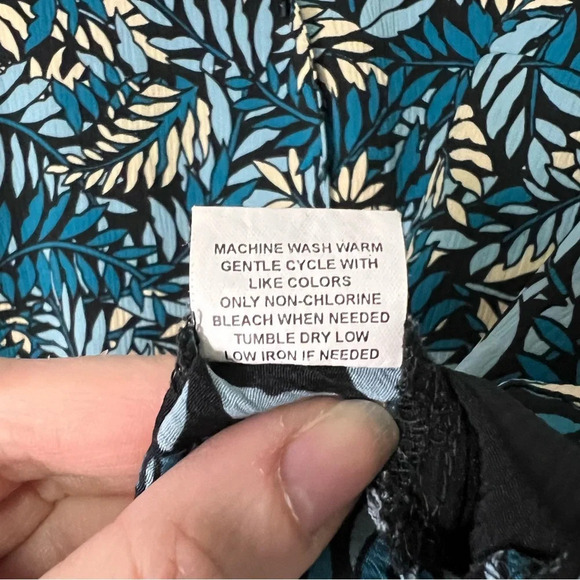 MACHINE WASH WARM
GENTLE CYCLE WITH
LIKE COLORS
ONLY NON-CHLORINE
BLEACH WHEN NEEDED
TUMBLE DRY LOW
LOW IRON IF NEEDED